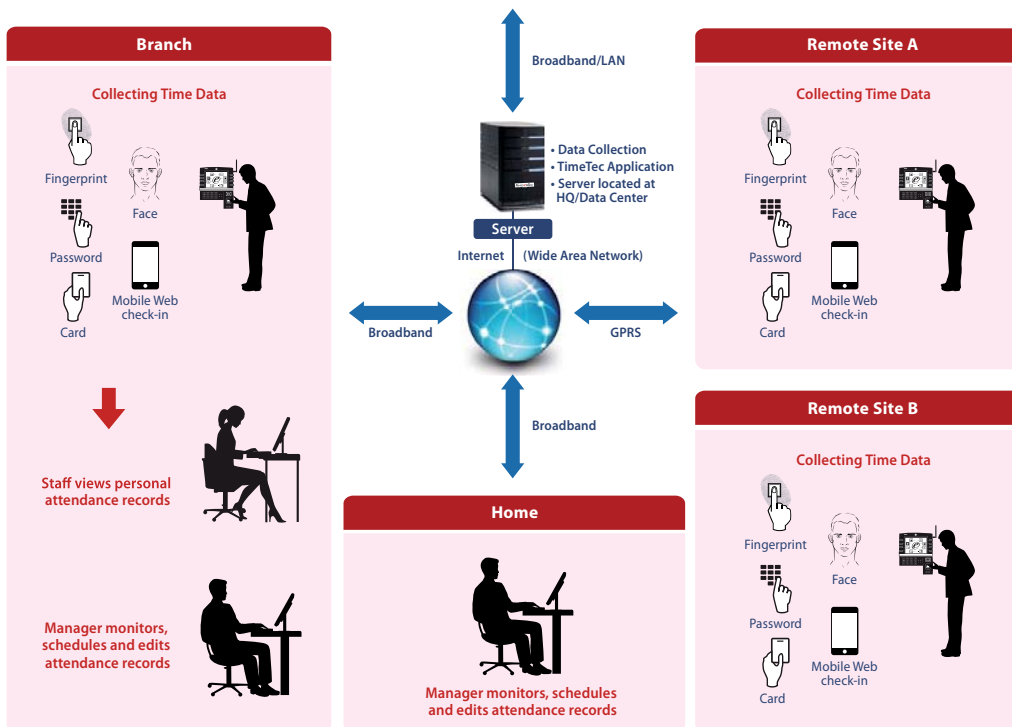 Branch
Collecting Time Data
Fingerprint
Face
Password
Mobile Web
check-in
Card
Staff views personal
attendance records
Manager monitors,
schedules and edits
attendance records
Broadband/LAN
• Data Collection
• TimeTec Application
• Server located at
HQ/Data Center
Server
Internet (Wide Area Network)
Broadband
GPRS
Broadband
Home
Manager monitors, schedules
and edits attendance records
Remote Site A
Collecting Time Data
Fingerprint
Face
Password
Mobile Web
check-in
Card
Remote Site B
Collecting Time Data
Fingerprint
Face
Password
Mobile Web
check-in
Card